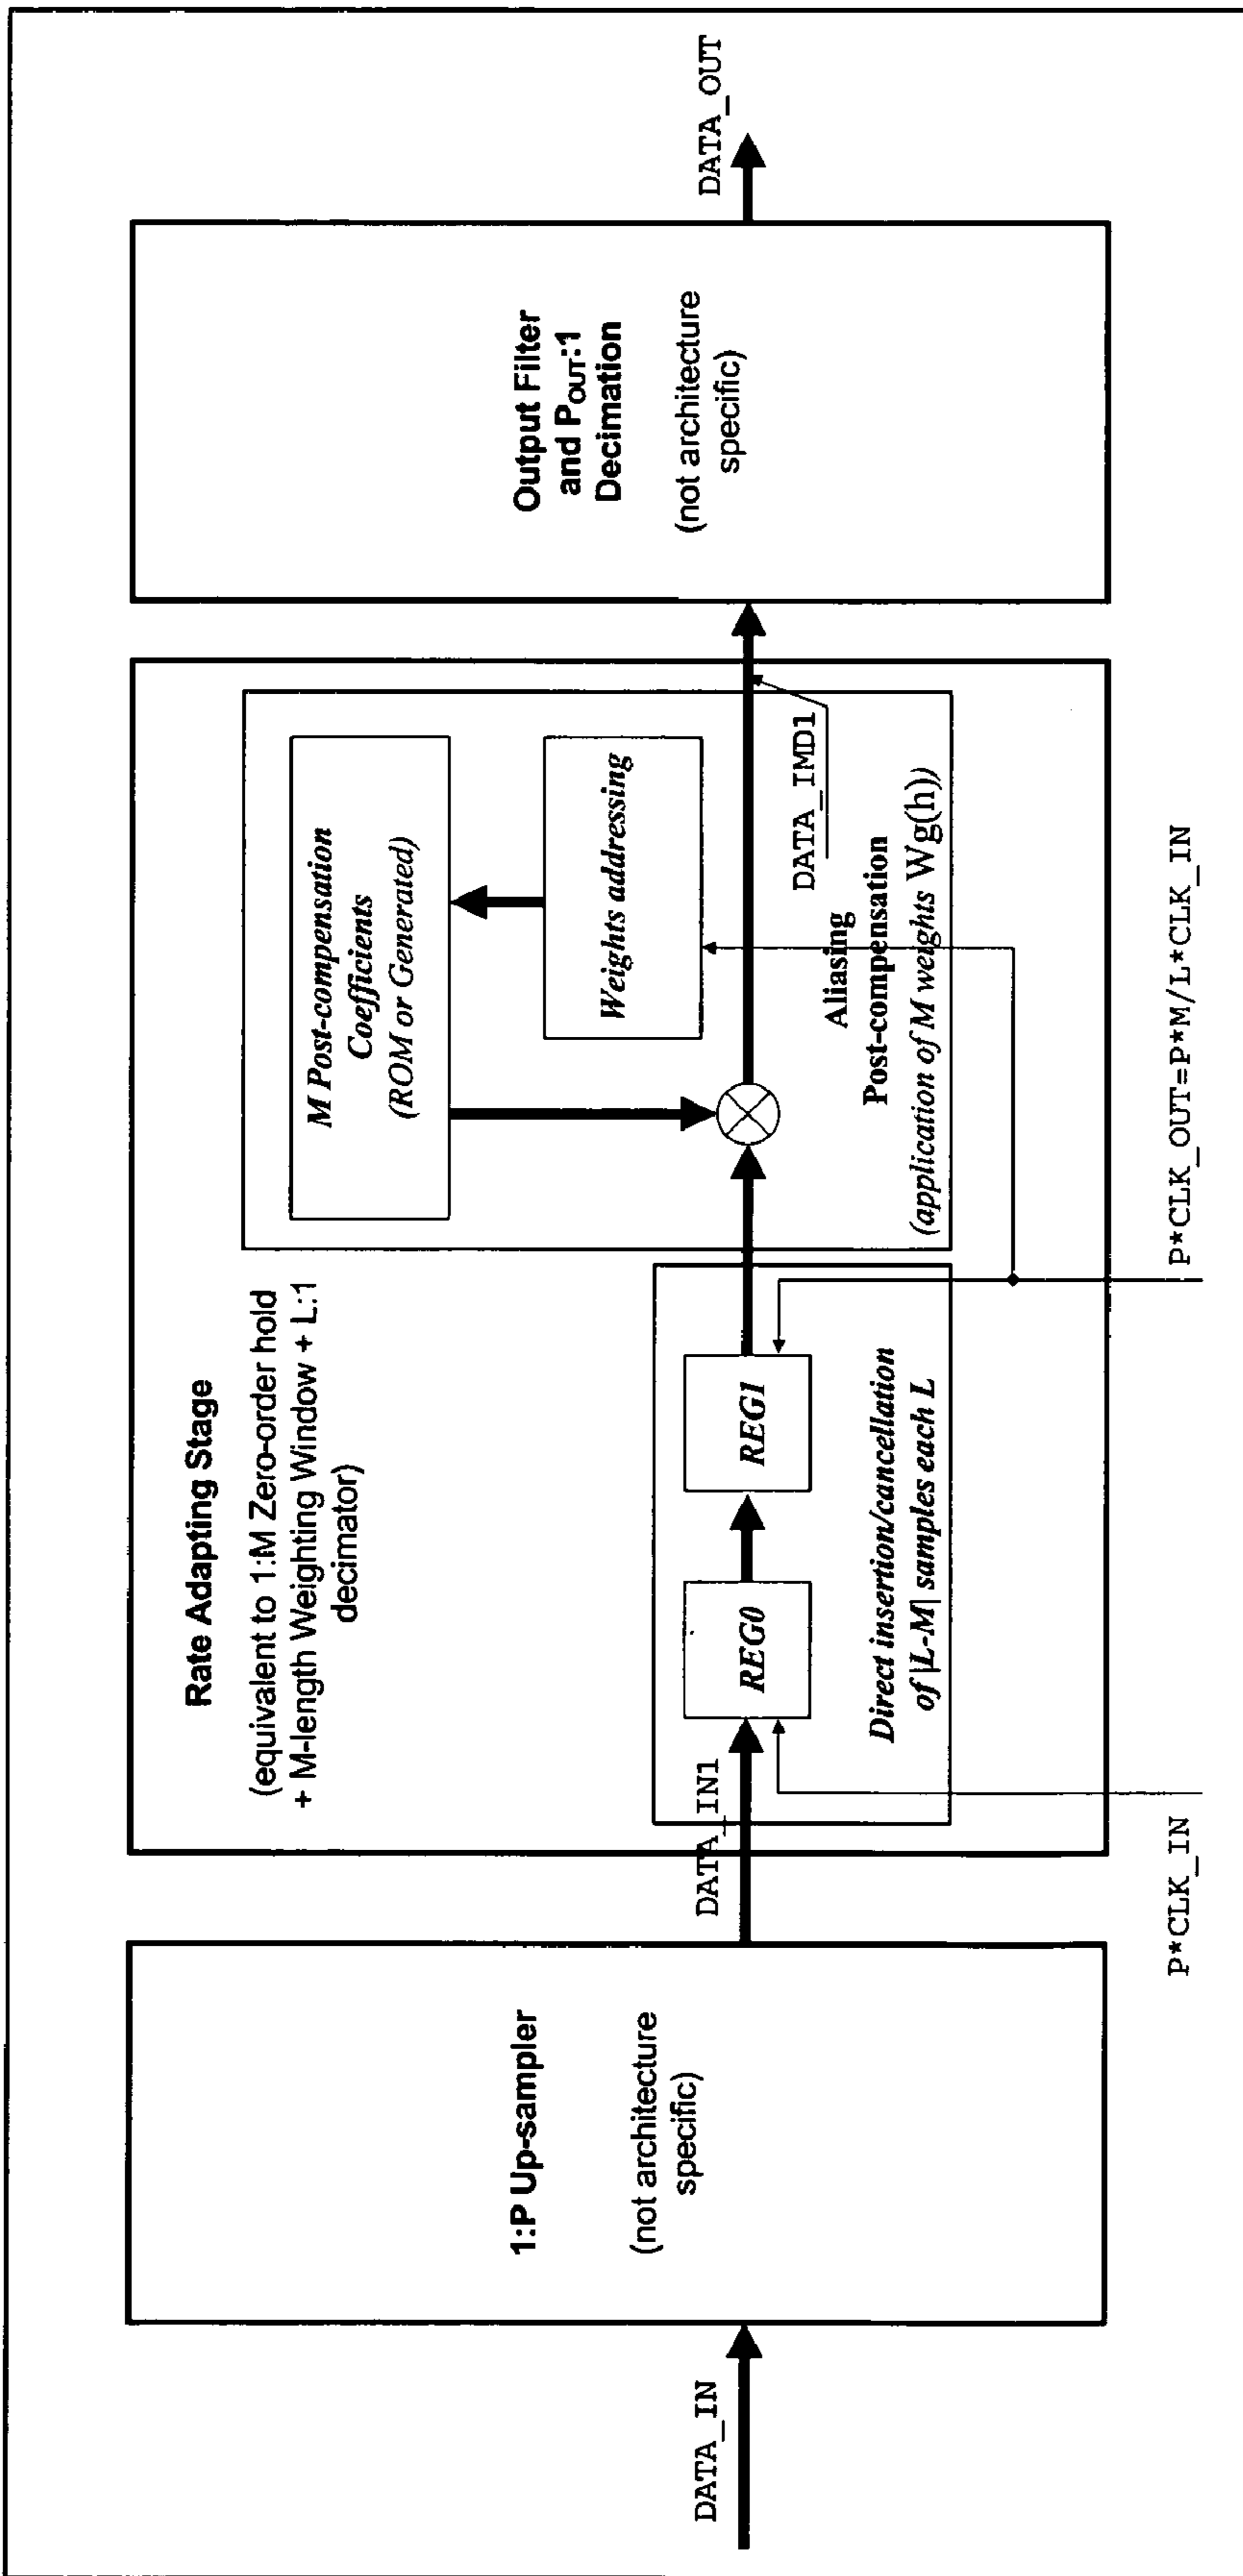 DATA_IN
1:P Up-sampler
(not architecture
specific)
DATA_IN1
P*CLK_IN
Rate Adapting Stage
(equivalent to 1:M Zero-order hold
+ M-length Weighting Window + L:1
decimator)
REG0
REG1
Direct insertion/cancellation
of |L-M| samples each L
M Post-compensation
Coefficients
(ROM or Generated)
Weights addressing
DATA_IMD1
Aliasing
Post-compensation
(application of M weights Wg(h))
P*CLK_OUT=P*M/L*CLK_IN
Output Filter
and POUT:1
Decimation
(not architecture
specific)
DATA_OUT